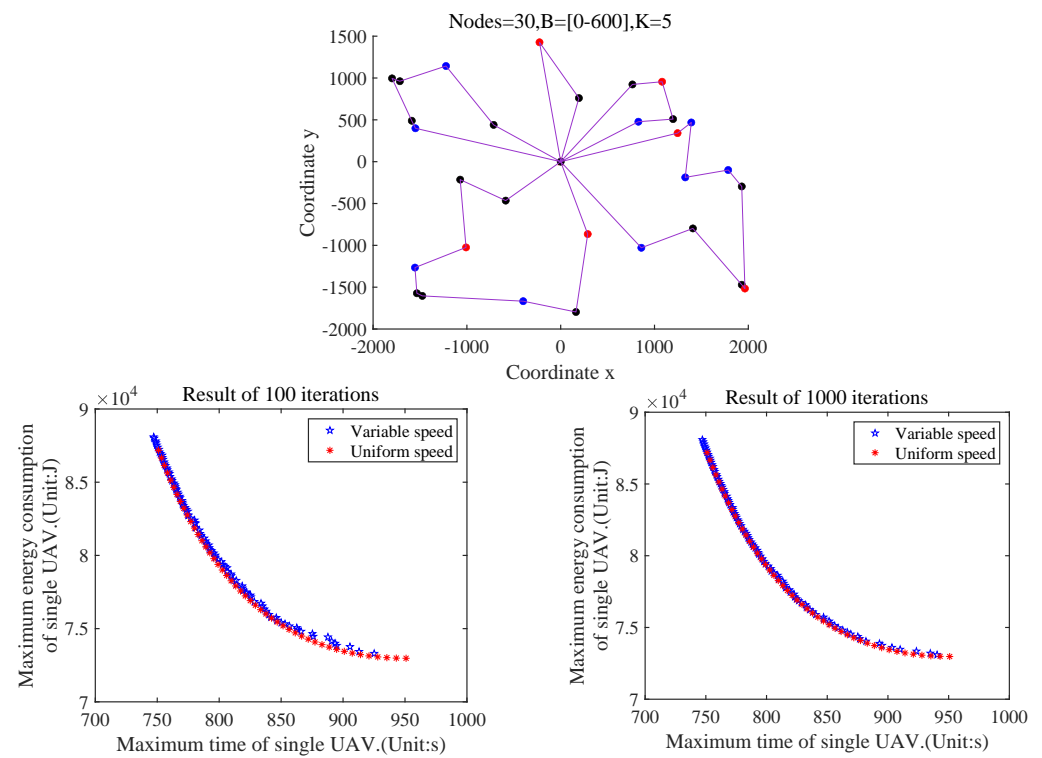 Nodes=30,B=[0-600],K=5
1500
1000
500
0
-500
-1000
-1500
-2000
Coordinate y
-2000 -1000 0 1000 2000
Coordinate x
Result of 100 iterations
×10⁴
9
8.5
8
7.5
7
Maximum energy consumption
of single UAV.(Unit:J)
Variable speed
Uniform speed
700 750 800 850 900 950 1000
Maximum time of single UAV.(Unit:s)
Result of 1000 iterations
×10⁴
9
8.5
8
7.5
7
Maximum energy consumption
of single UAV.(Unit:J)
Variable speed
Uniform speed
700 750 800 850 900 950 1000
Maximum time of single UAV.(Unit:s)